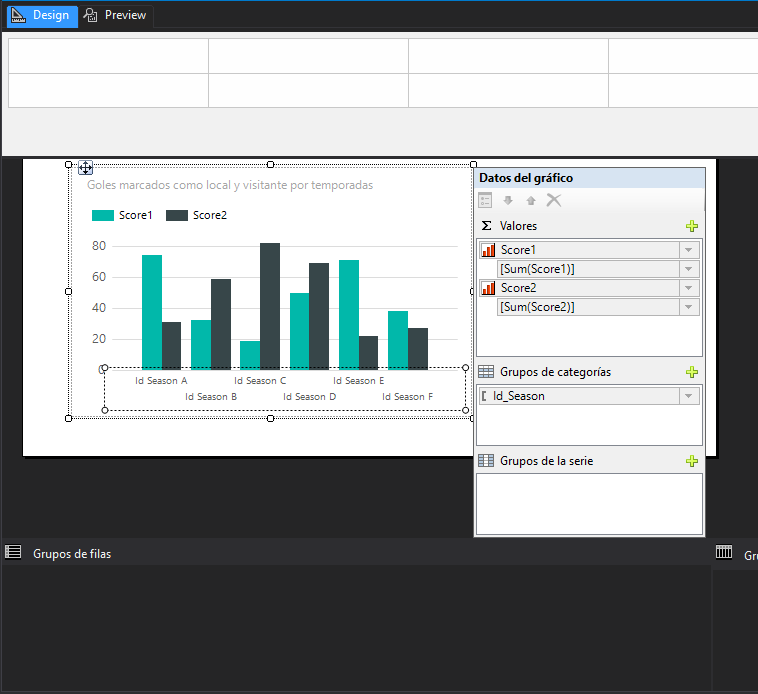 Design Preview
Goles marcados como local y visitante por temporadas
Score1 Score2
80
60
40
20
0
Id Season A Id Season C Id Season E
Id Season B Id Season D Id Season F
Datos del gráfico
Σ Valores
Score1
[Sum(Score1)]
Score2
[Sum(Score2)]
Grupos de categorías
Id_Season
Grupos de la serie
Grupos de filas
Gru